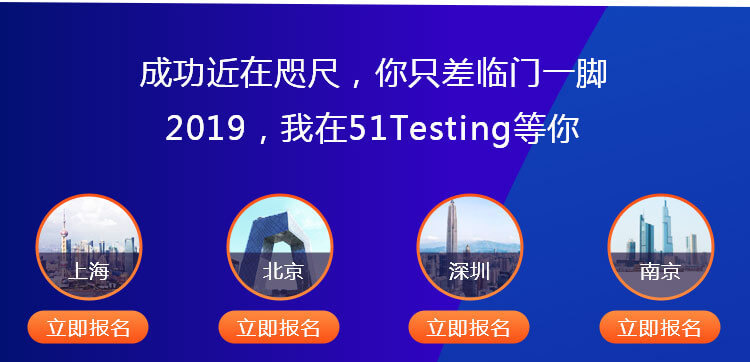 成功近在咫尺，你只差临门一脚
2019，我在51Testing等你
上海
北京
深圳
南京
立即报名
立即报名
立即报名
立即报名